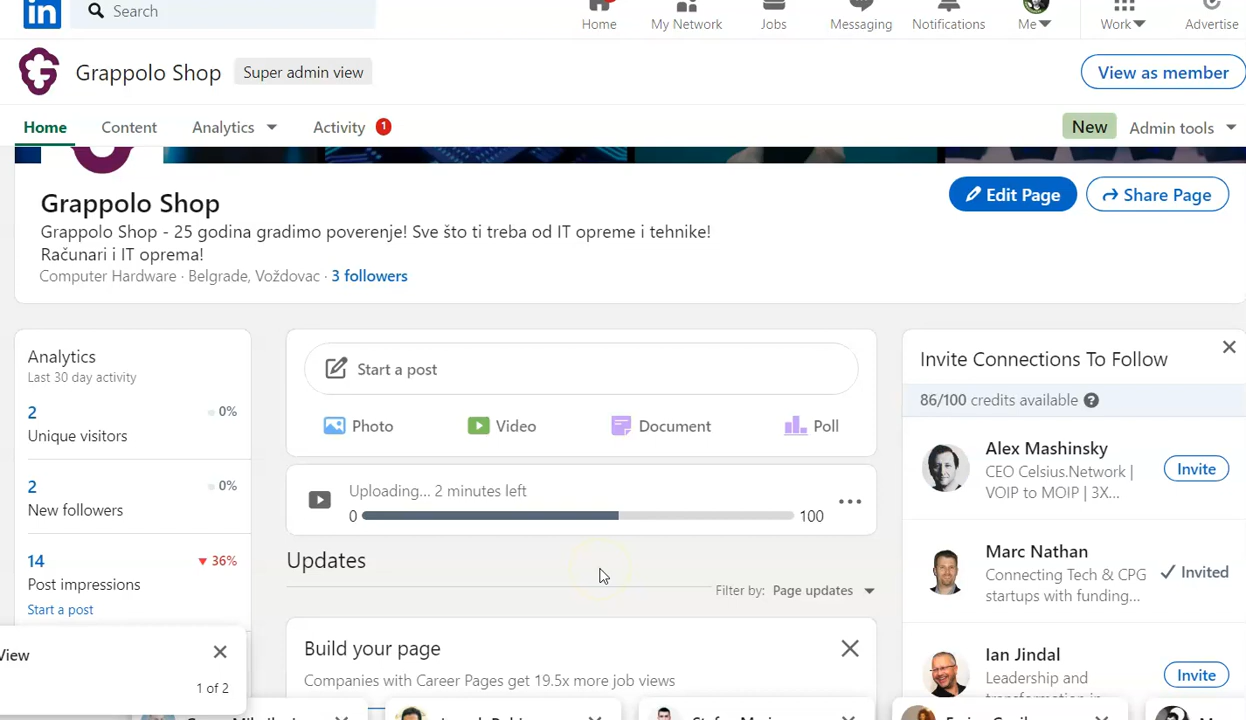 in
Search
Home
My Network
Jobs
Messaging
Notifications
Me
Work
Advertise
Grappolo Shop
Super admin view
View as member
Home
Content
Analytics
Activity 1
New
Admin tools
Grappolo Shop
Grappolo Shop - 25 godina gradimo poverenje! Sve što ti treba od IT opreme i tehnike!
Računari i IT oprema!
Computer Hardware · Belgrade, Voždovac · 3 followers
Edit Page
Share Page
Analytics
Last 30 day activity
2
0%
Unique visitors
2
0%
New followers
14
36%
Post impressions
Start a post
View
1 of 2
Start a post
Photo
Video
Document
Poll
Uploading... 2 minutes left
0
100
Updates
Filter by: Page updates
Build your page
Companies with Career Pages get 19.5x more job views
Invite Connections To Follow
86/100 credits available ?
Alex Mashinsky
CEO Celsius.Network |
VOIP to MOIP | 3X...
Invite
Marc Nathan
Connecting Tech & CPG
startups with funding...
Invited
Ian Jindal
Leadership and
Invite